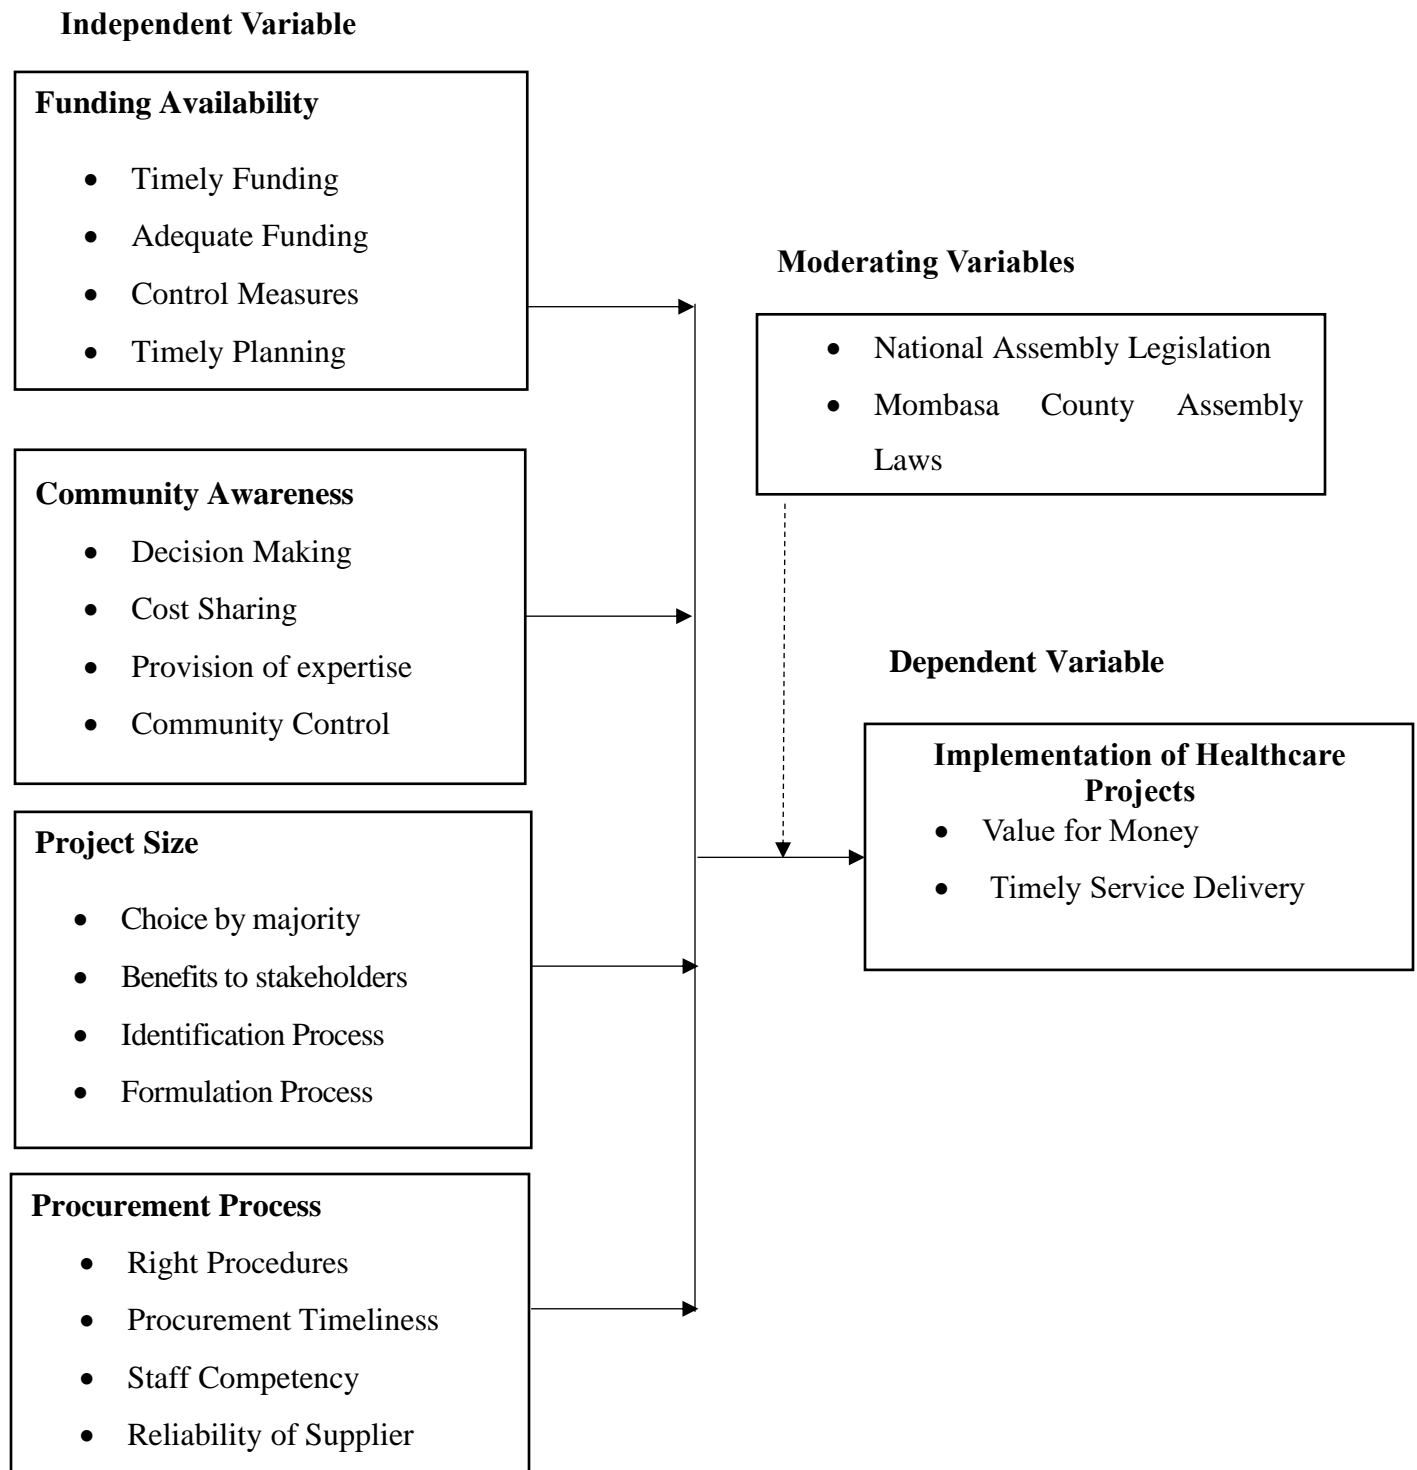 Independent Variable
Funding Availability
• Timely Funding
• Adequate Funding
• Control Measures
• Timely Planning
Community Awareness
• Decision Making
• Cost Sharing
• Provision of expertise
• Community Control
Project Size
• Choice by majority
• Benefits to stakeholders
• Identification Process
• Formulation Process
Procurement Process
• Right Procedures
• Procurement Timeliness
• Staff Competency
• Reliability of Supplier
Moderating Variables
• National Assembly Legislation
• Mombasa County Assembly
Laws
Dependent Variable
Implementation of Healthcare
Projects
• Value for Money
• Timely Service Delivery